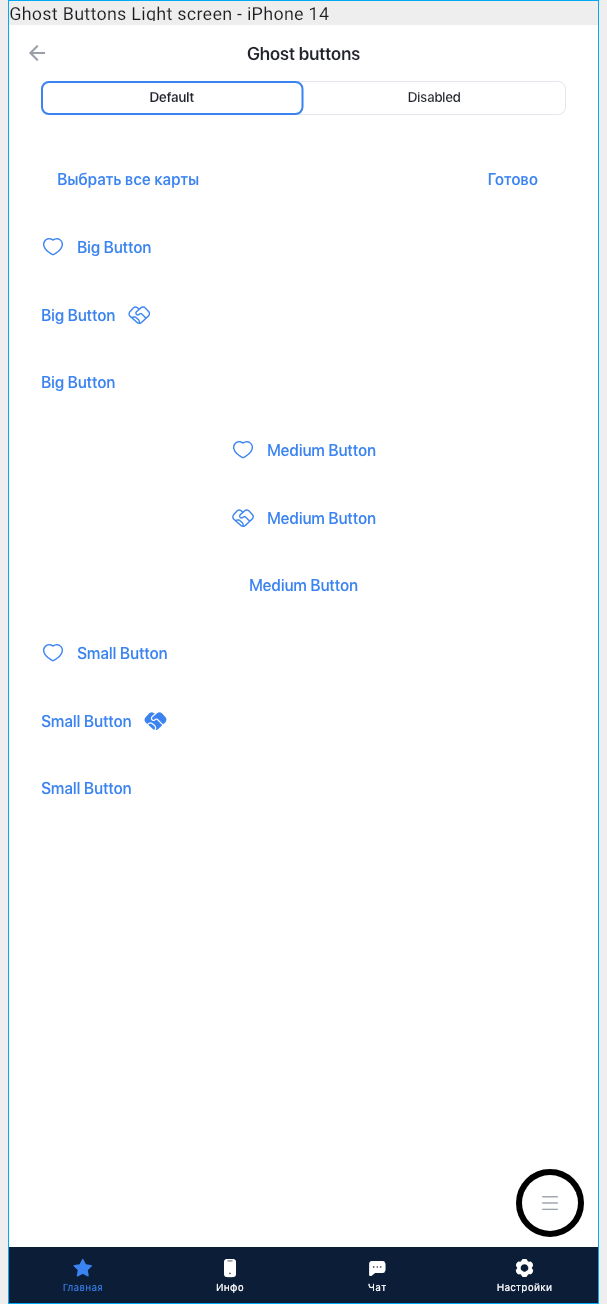 Ghost Buttons Light screen - iPhone 14
Ghost buttons
Default Disabled
Выбрать все карты Готово
Big Button
Big Button
Big Button
Medium Button
Medium Button
Medium Button
Small Button
Small Button
Small Button
Главная Инфо Чат Настройки